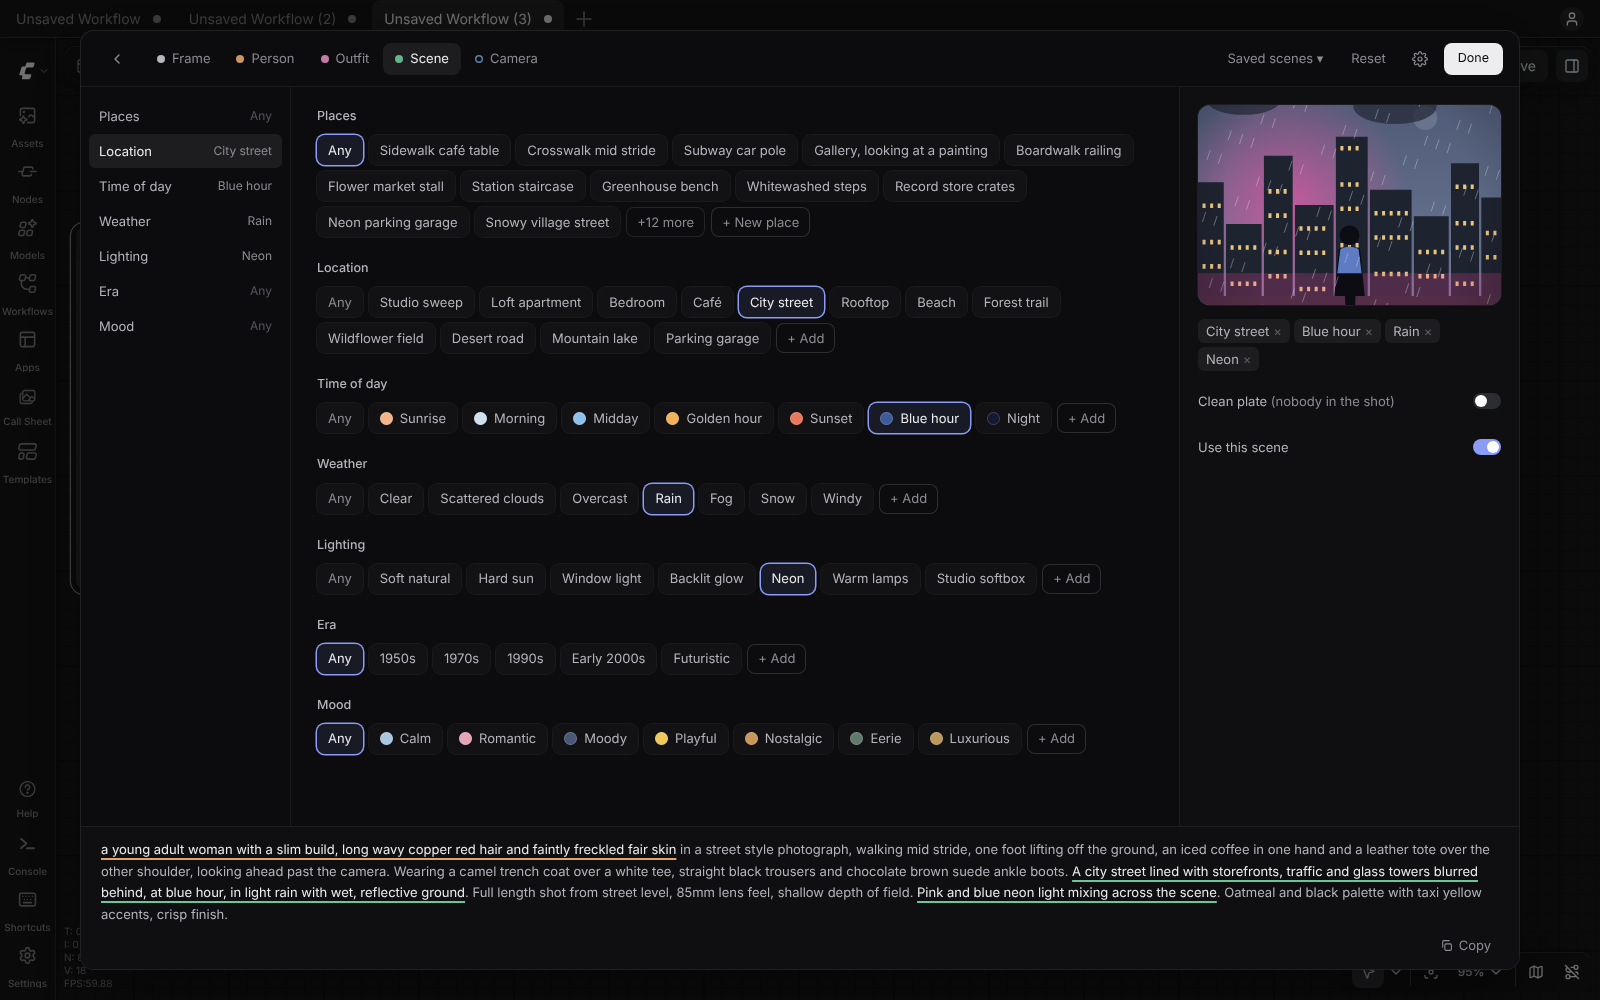 Unsaved Workflow
Unsaved Workflow (2)
Unsaved Workflow (3)
Frame
Person
Outfit
Scene
Camera
Saved scenes ▾
Reset
Done
ve
Assets
Nodes
Models
Workflows
Apps
Call Sheet
Templates
Help
Console
Shortcuts
Settings
Places Any
Location City street
Time of day Blue hour
Weather Rain
Lighting Neon
Era Any
Mood Any
Places
Any Sidewalk café table Crosswalk mid stride Subway car pole Gallery, looking at a painting Boardwalk railing
Flower market stall Station staircase Greenhouse bench Whitewashed steps Record store crates
Neon parking garage Snowy village street +12 more + New place
Location
Any Studio sweep Loft apartment Bedroom Café City street Rooftop Beach Forest trail
Wildflower field Desert road Mountain lake Parking garage + Add
Time of day
Any Sunrise Morning Midday Golden hour Sunset Blue hour Night + Add
Weather
Any Clear Scattered clouds Overcast Rain Fog Snow Windy + Add
Lighting
Any Soft natural Hard sun Window light Backlit glow Neon Warm lamps Studio softbox + Add
Era
Any 1950s 1970s 1990s Early 2000s Futuristic + Add
Mood
Any Calm Romantic Moody Playful Nostalgic Eerie Luxurious + Add
City street × Blue hour × Rain ×
Neon ×
Clean plate (nobody in the shot)
Use this scene
a young adult woman with a slim build, long wavy copper red hair and faintly freckled fair skin in a street style photograph, walking mid stride, one foot lifting off the ground, an iced coffee in one hand and a leather tote over the
other shoulder, looking ahead past the camera. Wearing a camel trench coat over a white tee, straight black trousers and chocolate brown suede ankle boots. A city street lined with storefronts, traffic and glass towers blurred
behind, at blue hour, in light rain with wet, reflective ground. Full length shot from street level, 85mm lens feel, shallow depth of field. Pink and blue neon light mixing across the scene. Oatmeal and black palette with taxi yellow
accents, crisp finish.
Copy
T: 0
I: 0
N:
V: 18
FPS:59.88
95%